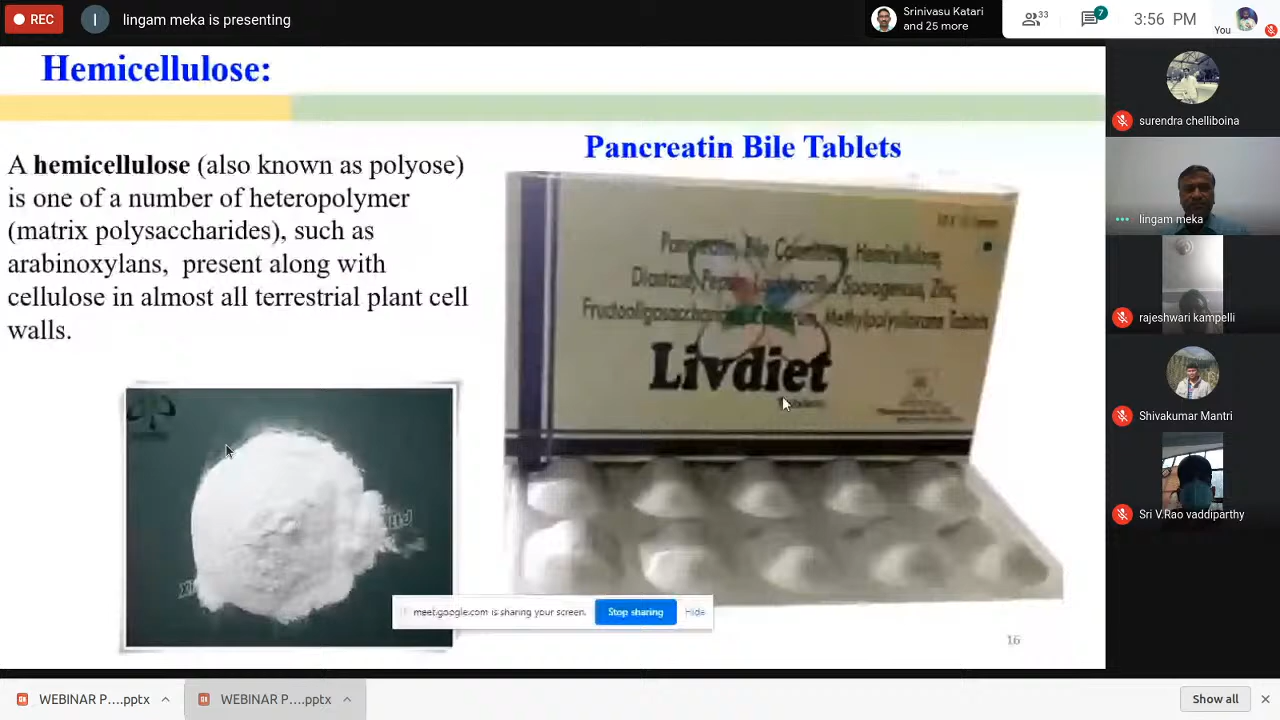 REC
I
lingam meka is presenting
Srinivasu Katari
and 25 more
33
7
3:56 PM
You
Hemicellulose:
A hemicellulose (also known as polyose)
is one of a number of heteropolymer
(matrix polysaccharides), such as
arabinoxylans, present along with
cellulose in almost all terrestrial plant cell
walls.
Pancreatin Bile Tablets
Hemicellulose,
Zinc,
Livdiet
meet.google.com is sharing your screen.
Stop sharing
Hide
16
surendra chelliboina
lingam meka
rajeshwari kampelli
Shivakumar Mantri
Sri V.Rao vaddiparthy
WEBINAR P....pptx
WEBINAR P....pptx
Show all